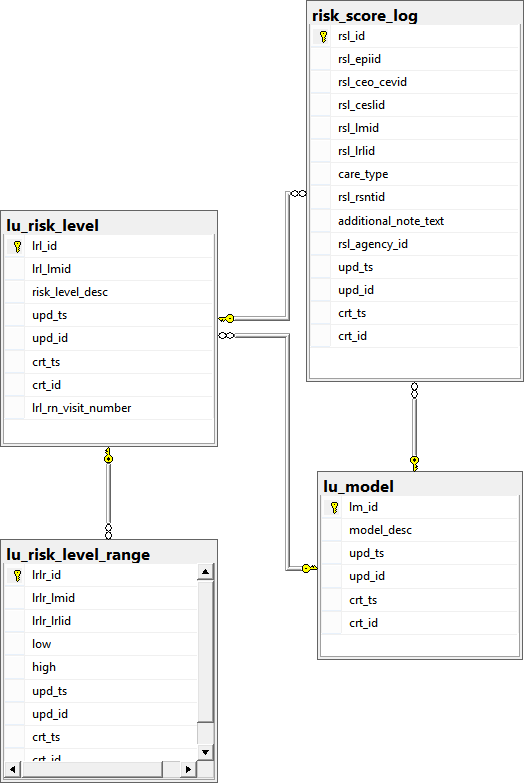 risk_score_log
rsl_id
rsl_epiid
rsl_ceo_cevid
rsl_ceslid
rsl_lmid
rsl_lrlid
care_type
rsl_rsntid
additional_note_text
rsl_agency_id
upd_ts
upd_id
crt_ts
crt_id
lu_risk_level
lrl_id
lrl_lmid
risk_level_desc
upd_ts
upd_id
crt_ts
crt_id
lrl_rn_visit_number
lu_model
lm_id
model_desc
upd_ts
upd_id
crt_ts
crt_id
lu_risk_level_range
lrlr_id
lrlr_lmid
lrlr_lrlid
low
high
upd_ts
upd_id
crt_ts
crt_id